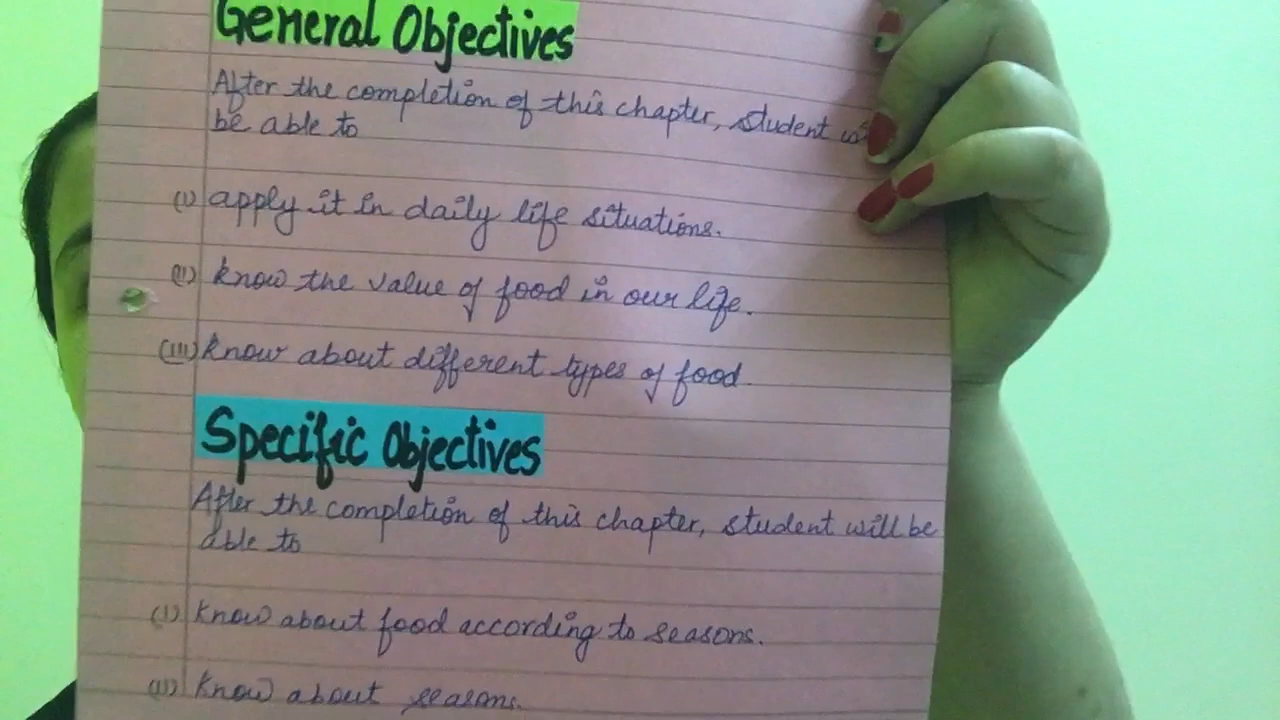 General Objectives
After the completion of this chapter, student
be able to
(i) apply it in daily life situations.
(ii) know the value of food in our life.
(iii) know about different types of food.
Specific Objectives
After the completion of this chapter, student will be
able to
(i) know about food according to seasons.
(ii) know about seasons.